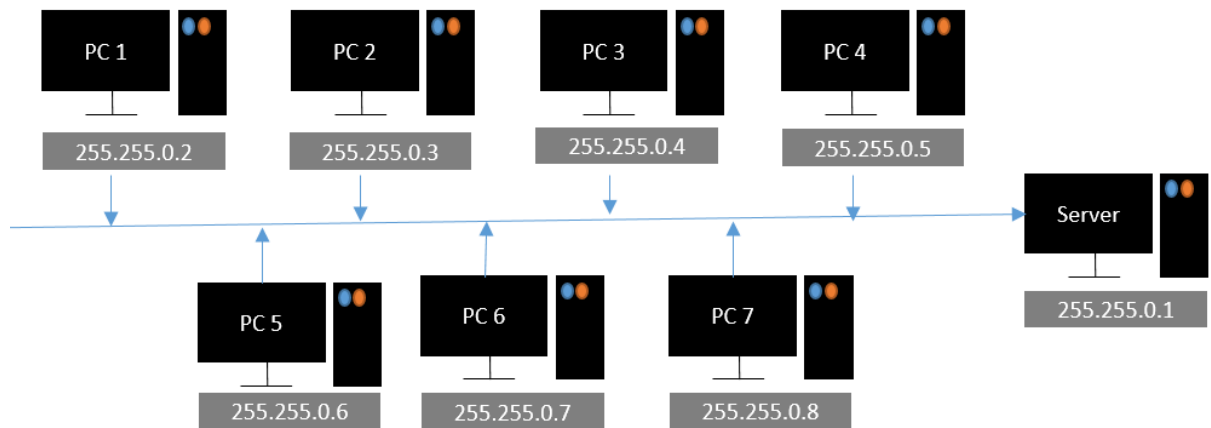 PC 1
PC 2
PC 3
PC 4
255.255.0.2
255.255.0.3
255.255.0.4
255.255.0.5
Server
255.255.0.1
PC 5
PC 6
PC 7
255.255.0.6
255.255.0.7
255.255.0.8